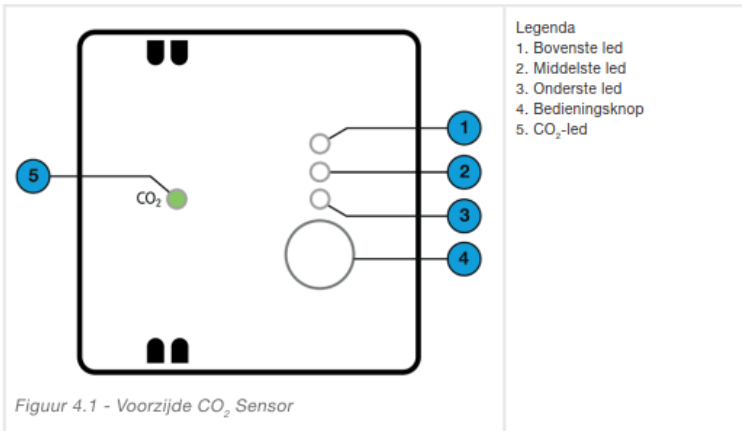 1
2
3
4
5
CO₂
Figuur 4.1 - Voorzijde CO₂ Sensor
Legenda
1. Bovenste led
2. Middelste led
3. Onderste led
4. Bedieningsknop
5. CO₂-led